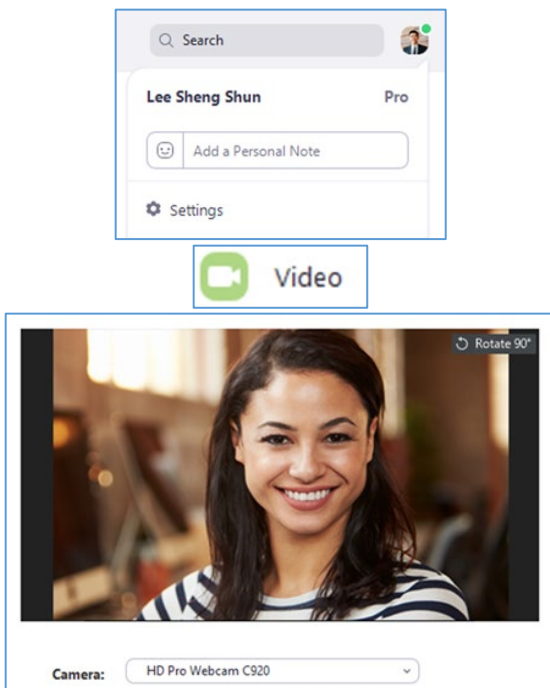 Search
Lee Sheng Shun Pro
Add a Personal Note
Settings
Video
Rotate 90°
Camera: HD Pro Webcam C920